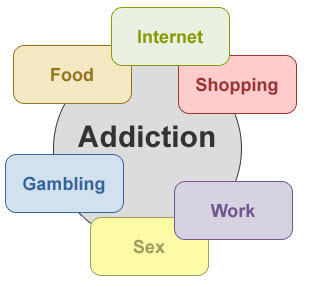 Internet
Food
Shopping
Addiction
Gambling
Work
Sex